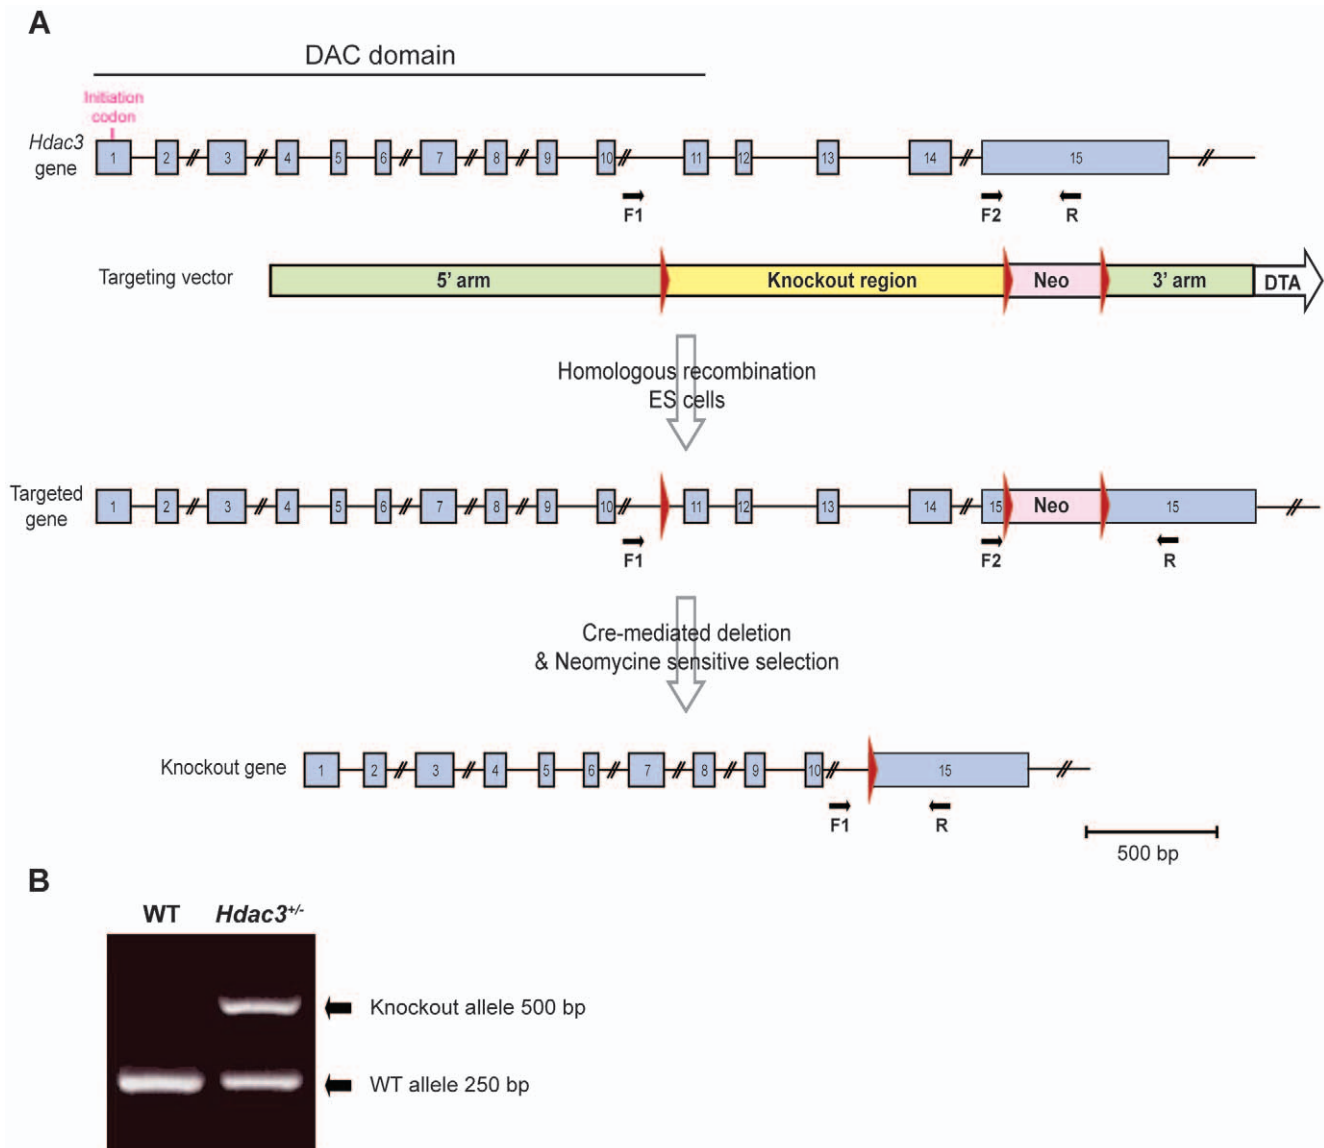 A
DAC domain
Initiation
codon
Hdac3
gene
1 2 3 4 5 6 7 8 9 10 11 12 13 14 15
F1 F2 R
Targeting vector
5' arm Knockout region Neo 3' arm DTA
Homologous recombination
ES cells
Targeted
gene
1 2 3 4 5 6 7 8 9 10 11 12 13 14 15 Neo 15
F1 F2 R
Cre-mediated deletion
& Neomycine sensitive selection
Knockout gene
1 2 3 4 5 6 7 8 9 10 15
F1 R
500 bp
B
WT Hdac3+/-
Knockout allele 500 bp
WT allele 250 bp